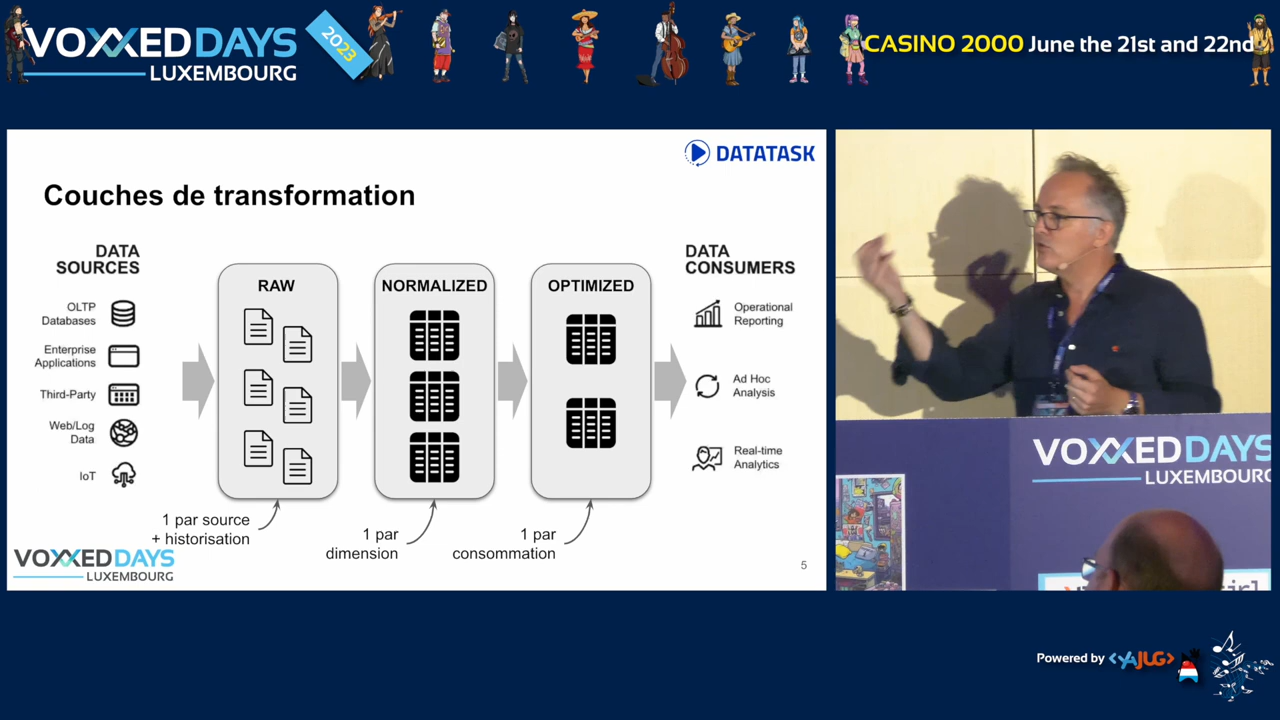 VOXXED DAYS
LUXEMBOURG
2023
CASINO 2000 June the 21st and 22nd
DATATASK
Couches de transformation
DATA
SOURCES
OLTP
Databases
Enterprise
Applications
Third-Party
Web/Log
Data
IoT
RAW
NORMALIZED
OPTIMIZED
DATA
CONSUMERS
Operational
Reporting
Ad Hoc
Analysis
Real-time
Analytics
1 par source
+ historisation
1 par
dimension
1 par
consommation
VOXXED DAYS
LUXEMBOURG
5
VOXXED DAYS
LUXEMBOURG
Powered by <YAJUG>